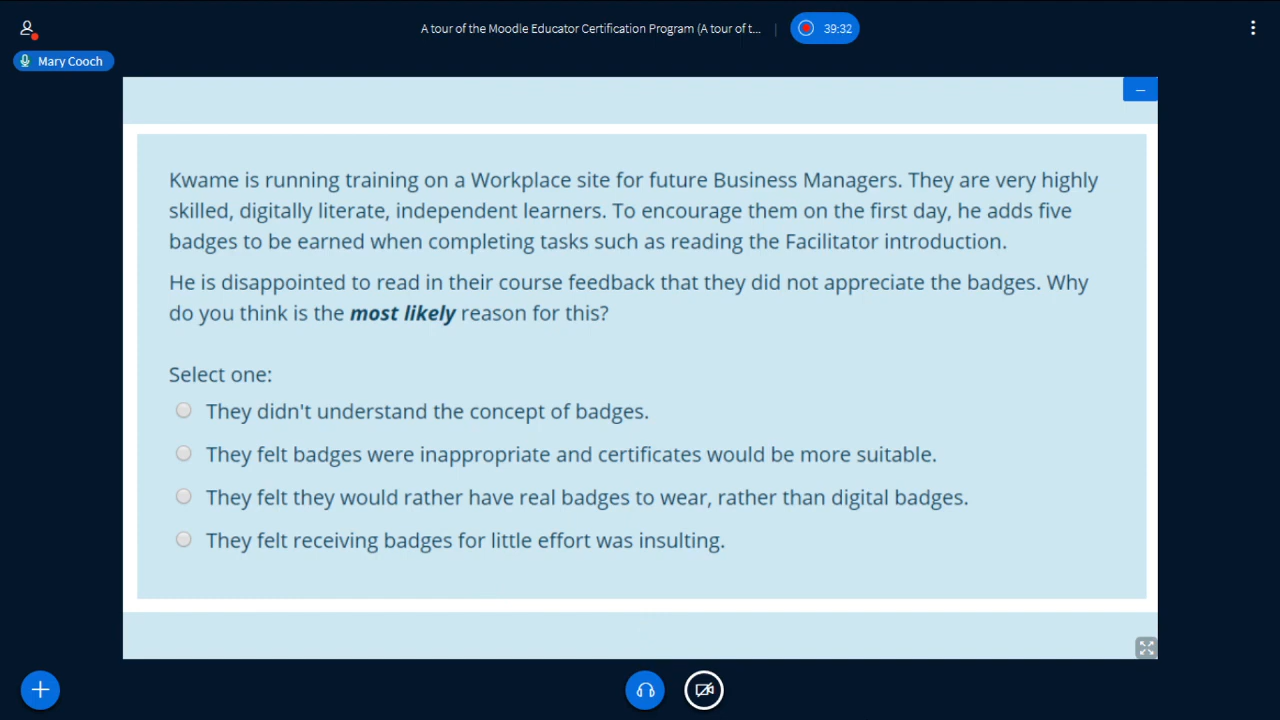 A tour of the Moodle Educator Certification Program (A tour of t...
39:32
Mary Cooch
Kwame is running training on a Workplace site for future Business Managers. They are very highly
skilled, digitally literate, independent learners. To encourage them on the first day, he adds five
badges to be earned when completing tasks such as reading the Facilitator introduction.
He is disappointed to read in their course feedback that they did not appreciate the badges. Why
do you think is the most likely reason for this?
Select one:
They didn't understand the concept of badges.
They felt badges were inappropriate and certificates would be more suitable.
They felt they would rather have real badges to wear, rather than digital badges.
They felt receiving badges for little effort was insulting.